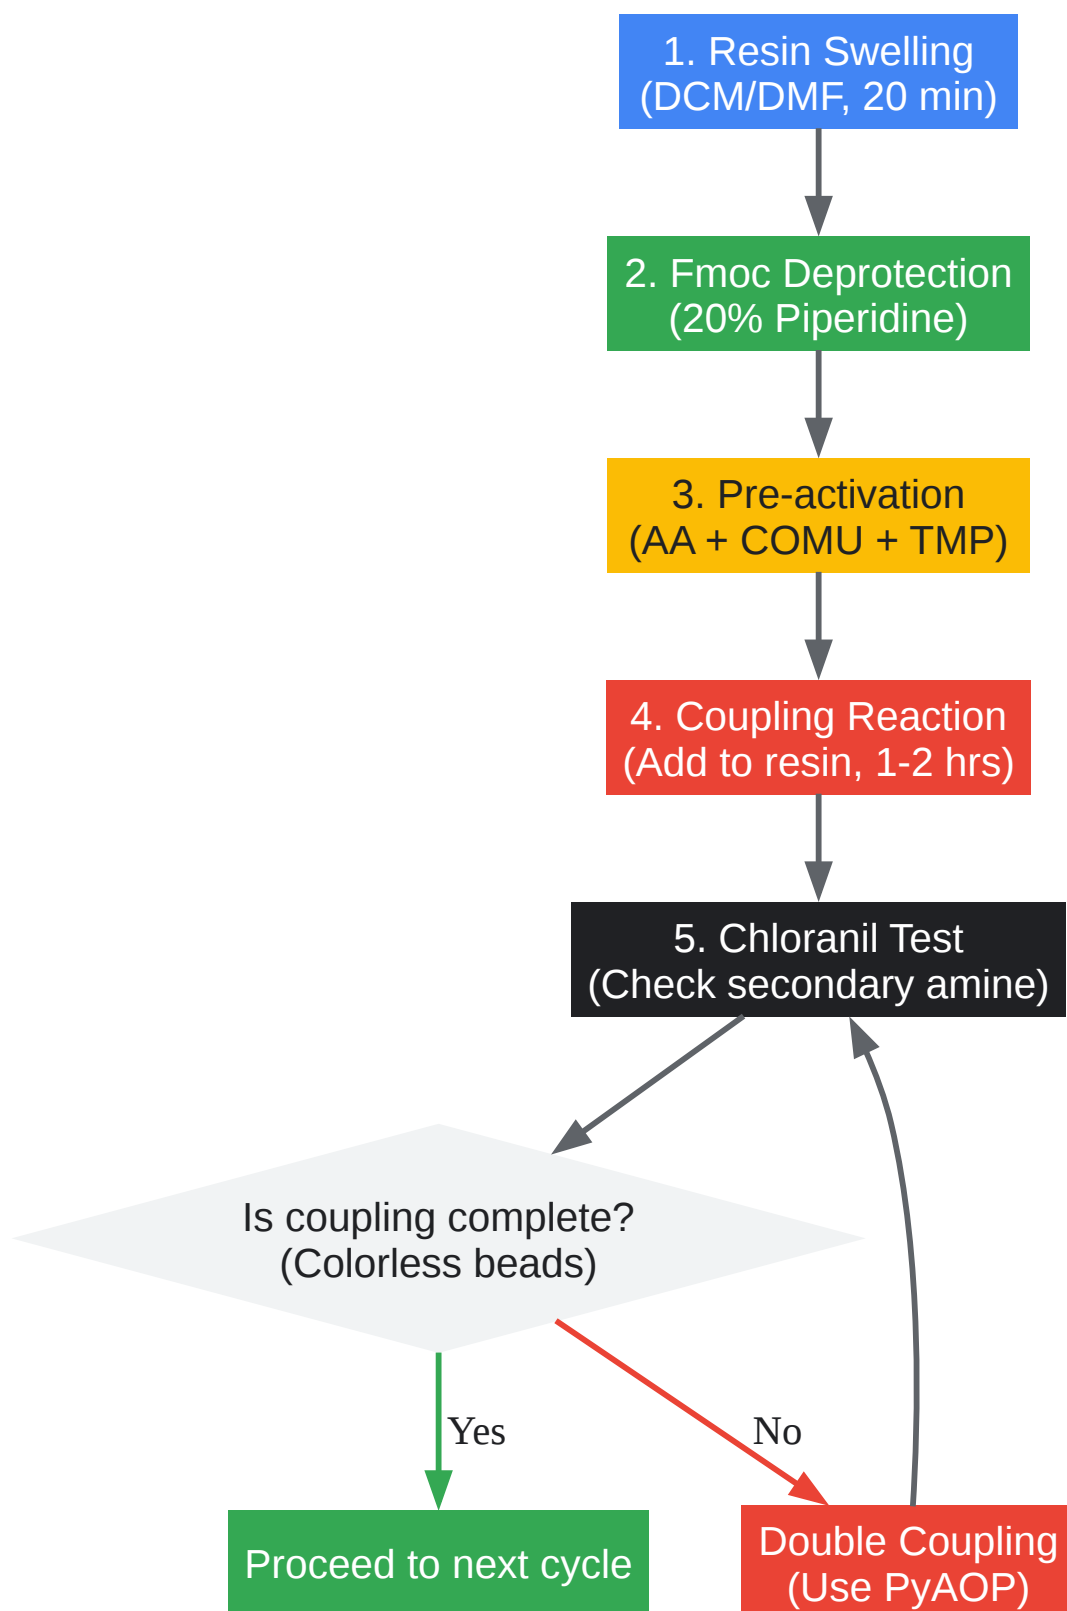 1. Resin Swelling
(DCM/DMF, 20 min)
2. Fmoc Deprotection
(20% Piperidine)
3. Pre-activation
(AA + COMU + TMP)
4. Coupling Reaction
(Add to resin, 1-2 hrs)
5. Chloranil Test
(Check secondary amine)
Is coupling complete?
(Colorless beads)
Yes
No
Proceed to next cycle
Double Coupling
(Use PyAOP)